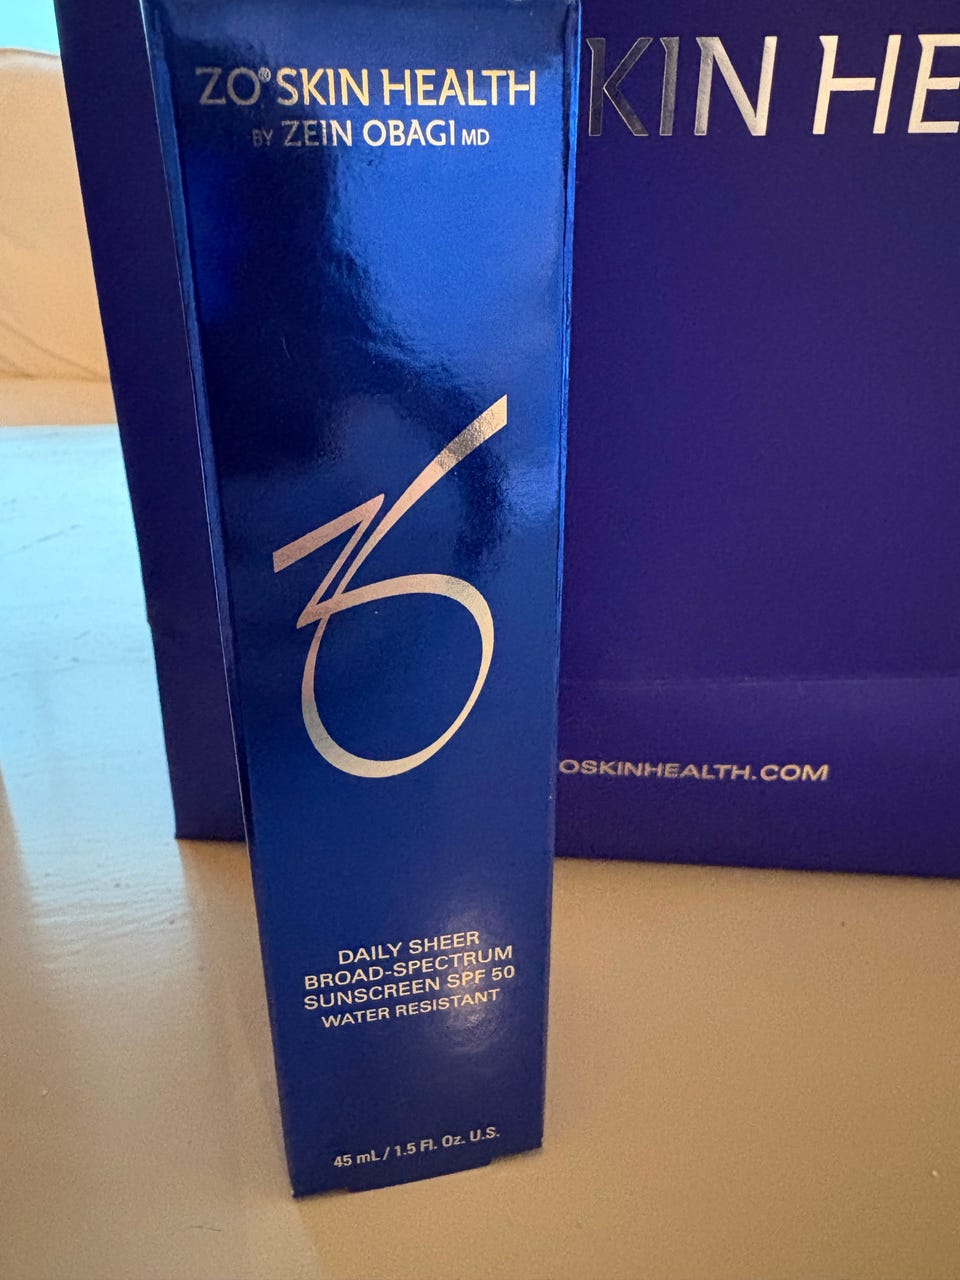 ZO® SKIN HEALTH
BY ZEIN OBAGI MD
DAILY SHEER
BROAD-SPECTRUM
SUNSCREEN SPF 50
WATER RESISTANT
45 mL / 1.5 Fl. Oz. U.S.
KIN HE
OSKINHEALTH.COM